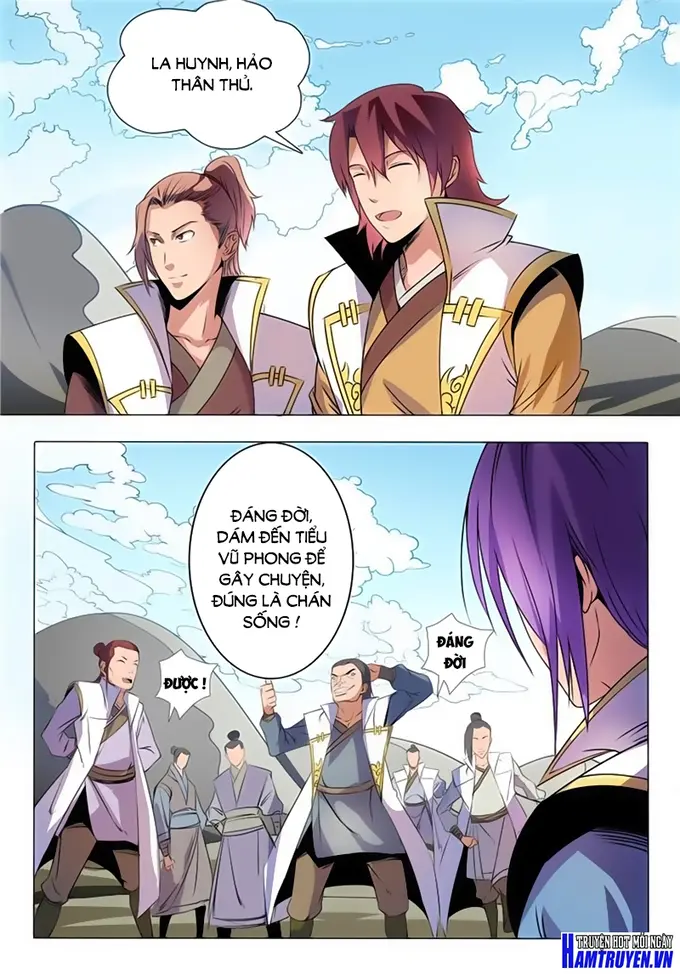 LA HUYNH, HẢO
THÂN THỦ.
ĐÁNG ĐỜI,
DÁM ĐẾN TIỂU
VŨ PHONG ĐỂ
GÂY CHUYỆN,
ĐÚNG LÀ CHÁN
SỐNG !
ĐƯỢC !
ĐÁNG
ĐỜI
TRUYỆN HOT MỖI NGÀY
HAMTRUYEN.VN